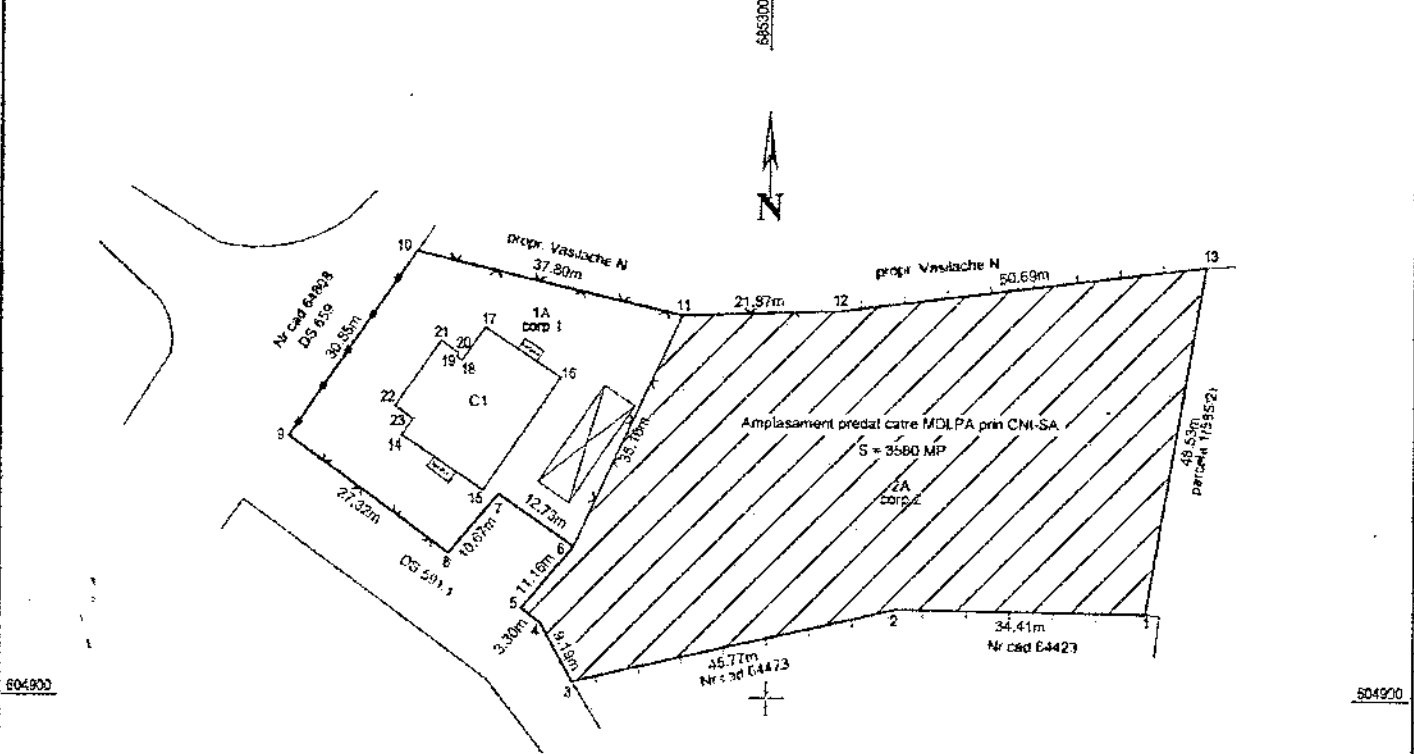 685300
N
10
propr. Vasilache N
37.80m
propr Vasilache N
50.69m
13
Nr cad 64808
DS 659
30.55m
11
21.97m
12
1A
corp 1
17
21
20
19
18
16
22
C1
23
14
9
35.16m
Amplasament predat catre MDLPA prin CNI-SA
S = 3580 MP
2A
corp 2
48.53m
15
7
12.73m
27.32m
10.67m
8
6
DS 591/1
11.16m
5
3.30m
4
9.19m
2
34.41m
1
Nr cad 64423
45.77m
3
604900
504900